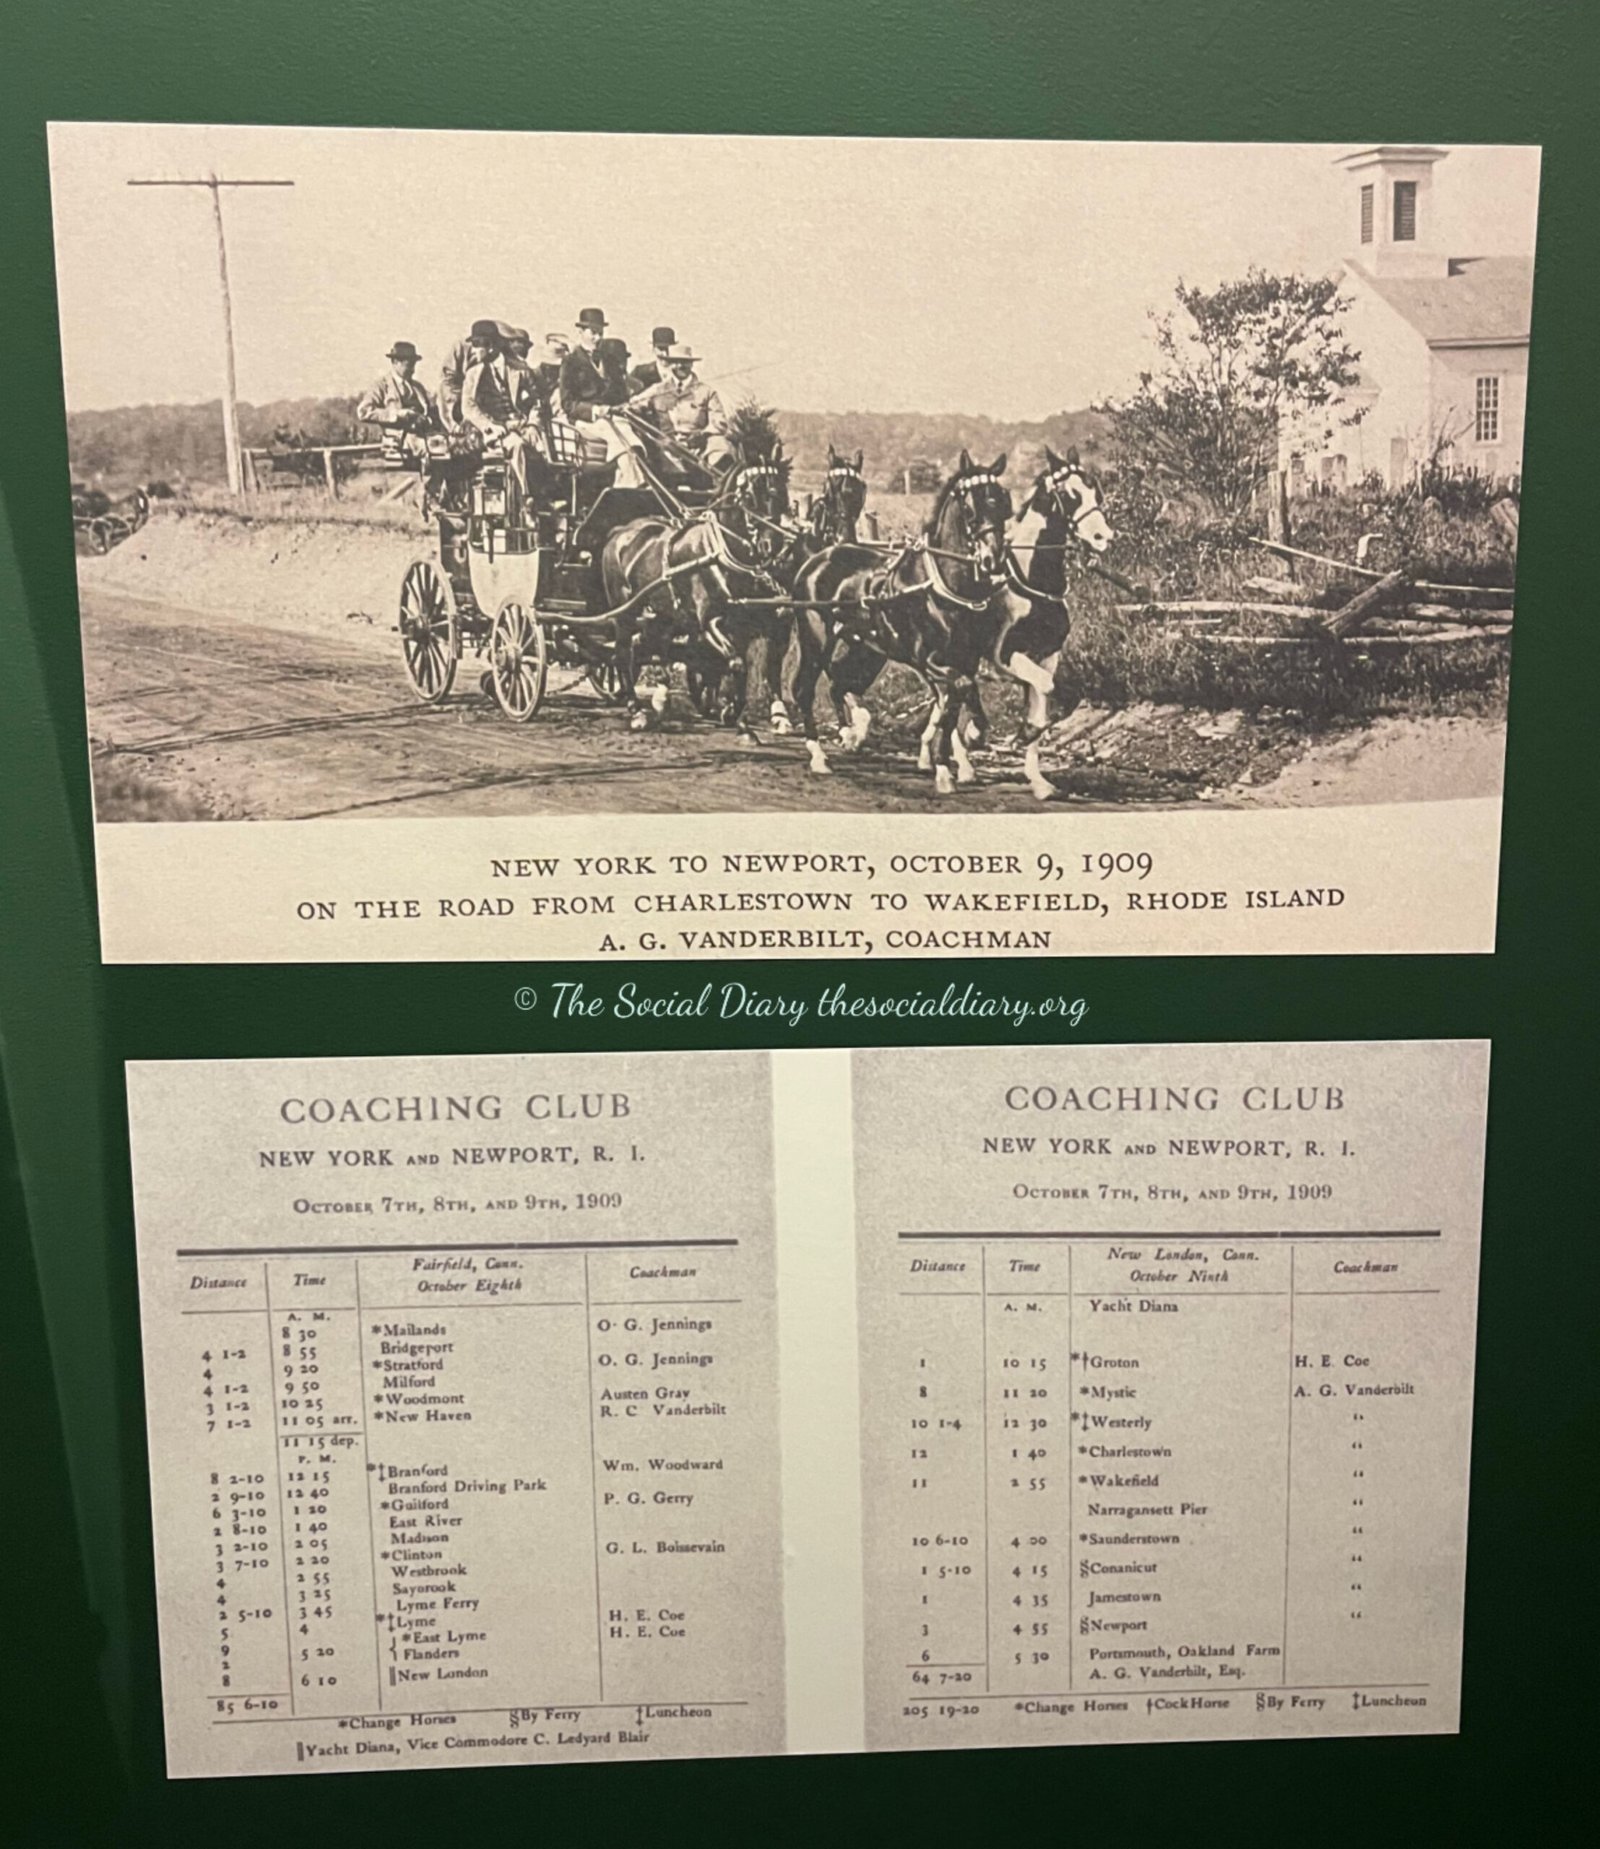 NEW YORK TO NEWPORT, OCTOBER 9, 1909
ON THE ROAD FROM CHARLESTOWN TO WAKEFIELD, RHODE ISLAND
A. G. VANDERBILT, COACHMAN
© The Social Diary thesocialdiary.org
COACHING CLUB
NEW YORK AND NEWPORT, R. I.
OCTOBER 7TH, 8TH, AND 9TH, 1909
Distance Time Fairfield, Conn. October Eighth Coachman
A. M.
8 30 *Mailands O. G. Jennings
4 1-2 8 55 Bridgeport
4 9 20 *Stratford O. G. Jennings
4 1-2 9 50 Milford
3 1-2 10 25 *Woodmont Austen Gray
7 1-2 11 05 arr. *New Haven R. C Vanderbilt
11 15 dep.
P. M.
8 2-10 12 15 *‡Branford Wm. Woodward
2 9-10 12 40 Branford Driving Park
6 3-10 1 20 *Guilford P. G. Gerry
2 8-10 1 40 East River
3 2-10 2 05 Madison
3 7-10 2 20 *Clinton G. L. Boissevain
4 2 55 Westbrook
4 3 25 Saybrook
2 5-10 3 45 Lyme Ferry
5 4 *‡Lyme H. E. Coe
9 { *East Lyme H. E. Coe
2 5 20 { Flanders
8 6 10 ‖New London
85 6-10
*Change Horses §By Ferry ‡Luncheon
‖Yacht Diana, Vice Commodore C. Ledyard Blair
COACHING CLUB
NEW YORK AND NEWPORT, R. I.
OCTOBER 7TH, 8TH, AND 9TH, 1909
Distance Time New London, Conn. October Ninth Coachman
A. M. Yacht Diana
1 10 15 *†Groton H. E. Coe
8 11 20 *Mystic A. G. Vanderbilt
10 1-4 12 30 *‡Westerly “
12 1 40 *Charlestown “
11 2 55 *Wakefield “
Narragansett Pier “
10 6-10 4 00 *Saunderstown “
1 5-10 4 15 §Conanicut “
1 4 35 Jamestown “
3 4 55 §Newport “
6 5 30 Portsmouth, Oakland Farm
64 7-20 A. G. Vanderbilt, Esq.
205 19-20 *Change Horses †Cock Horse §By Ferry ‡Luncheon